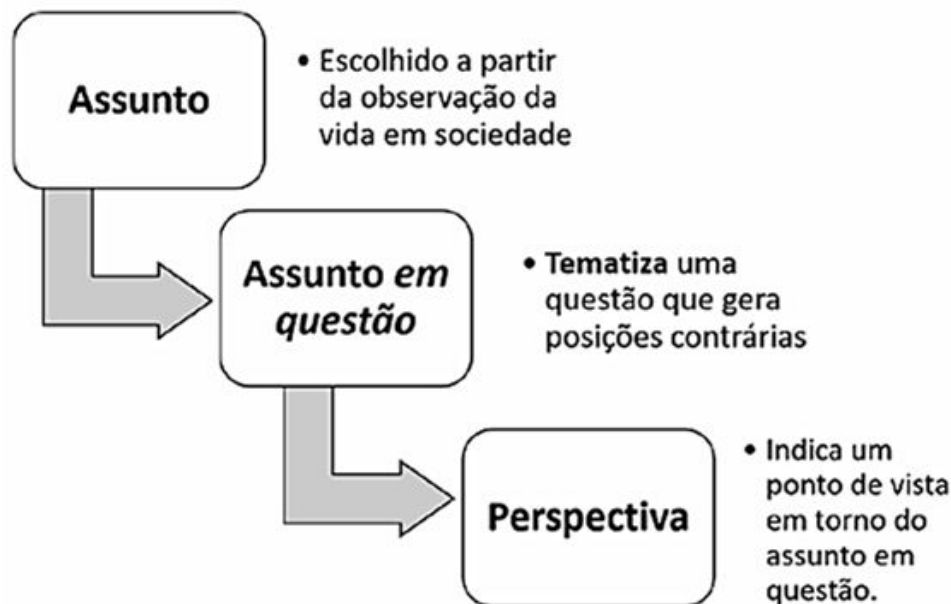 Assunto
• Escolhido a partir
da observação da
vida em sociedade
Assunto em
questão
• Tematiza uma
questão que gera
posições contrárias
Perspectiva
• Indica um
ponto de vista
em torno do
assunto em
questão.